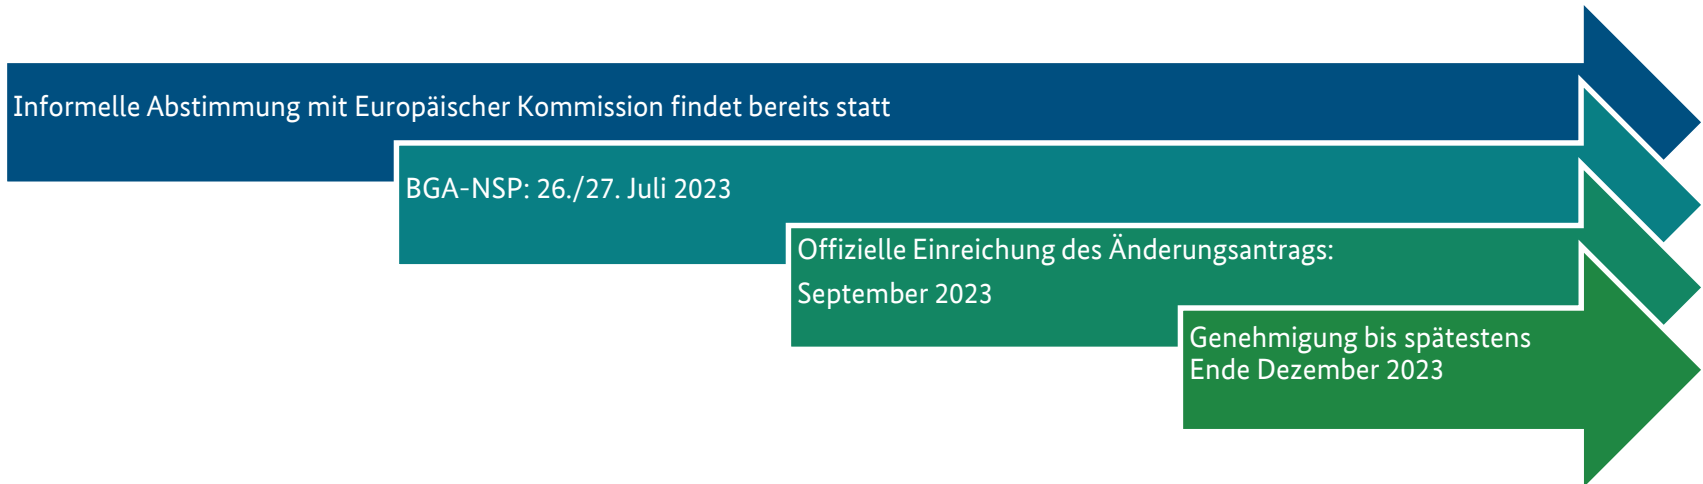 Informelle Abstimmung mit Europäischer Kommission findet bereits statt
BGA-NSP: 26./27. Juli 2023
Offizielle Einreichung des Änderungsantrags:
September 2023
Genehmigung bis spätestens
Ende Dezember 2023